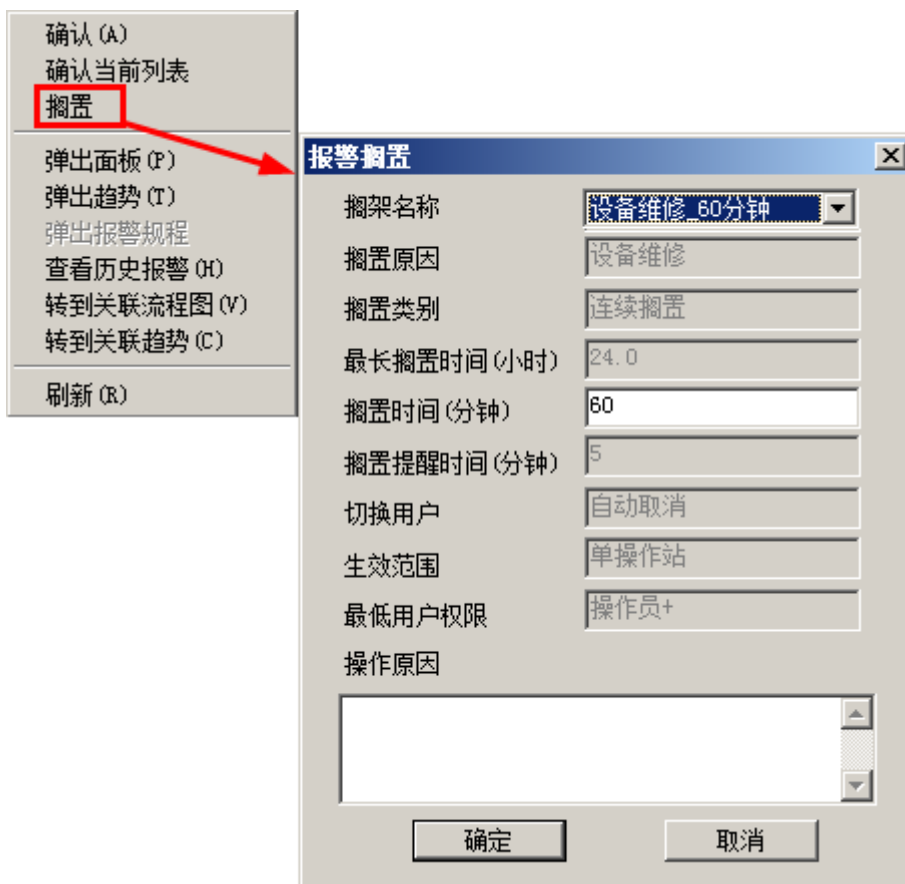 确认(A)
确认当前列表
搁置
弹出面板(P)
弹出趋势(T)
弹出报警规程
查看历史报警(H)
转到关联流程图(V)
转到关联趋势(C)
刷新(R)
报警搁置
搁架名称 设备维修_60分钟
搁置原因 设备维修
搁置类别 连续搁置
最长搁置时间(小时) 24.0
搁置时间(分钟) 60
搁置提醒时间(分钟) 5
切换用户 自动取消
生效范围 单操作站
最低用户权限 操作员+
操作原因
确定 取消